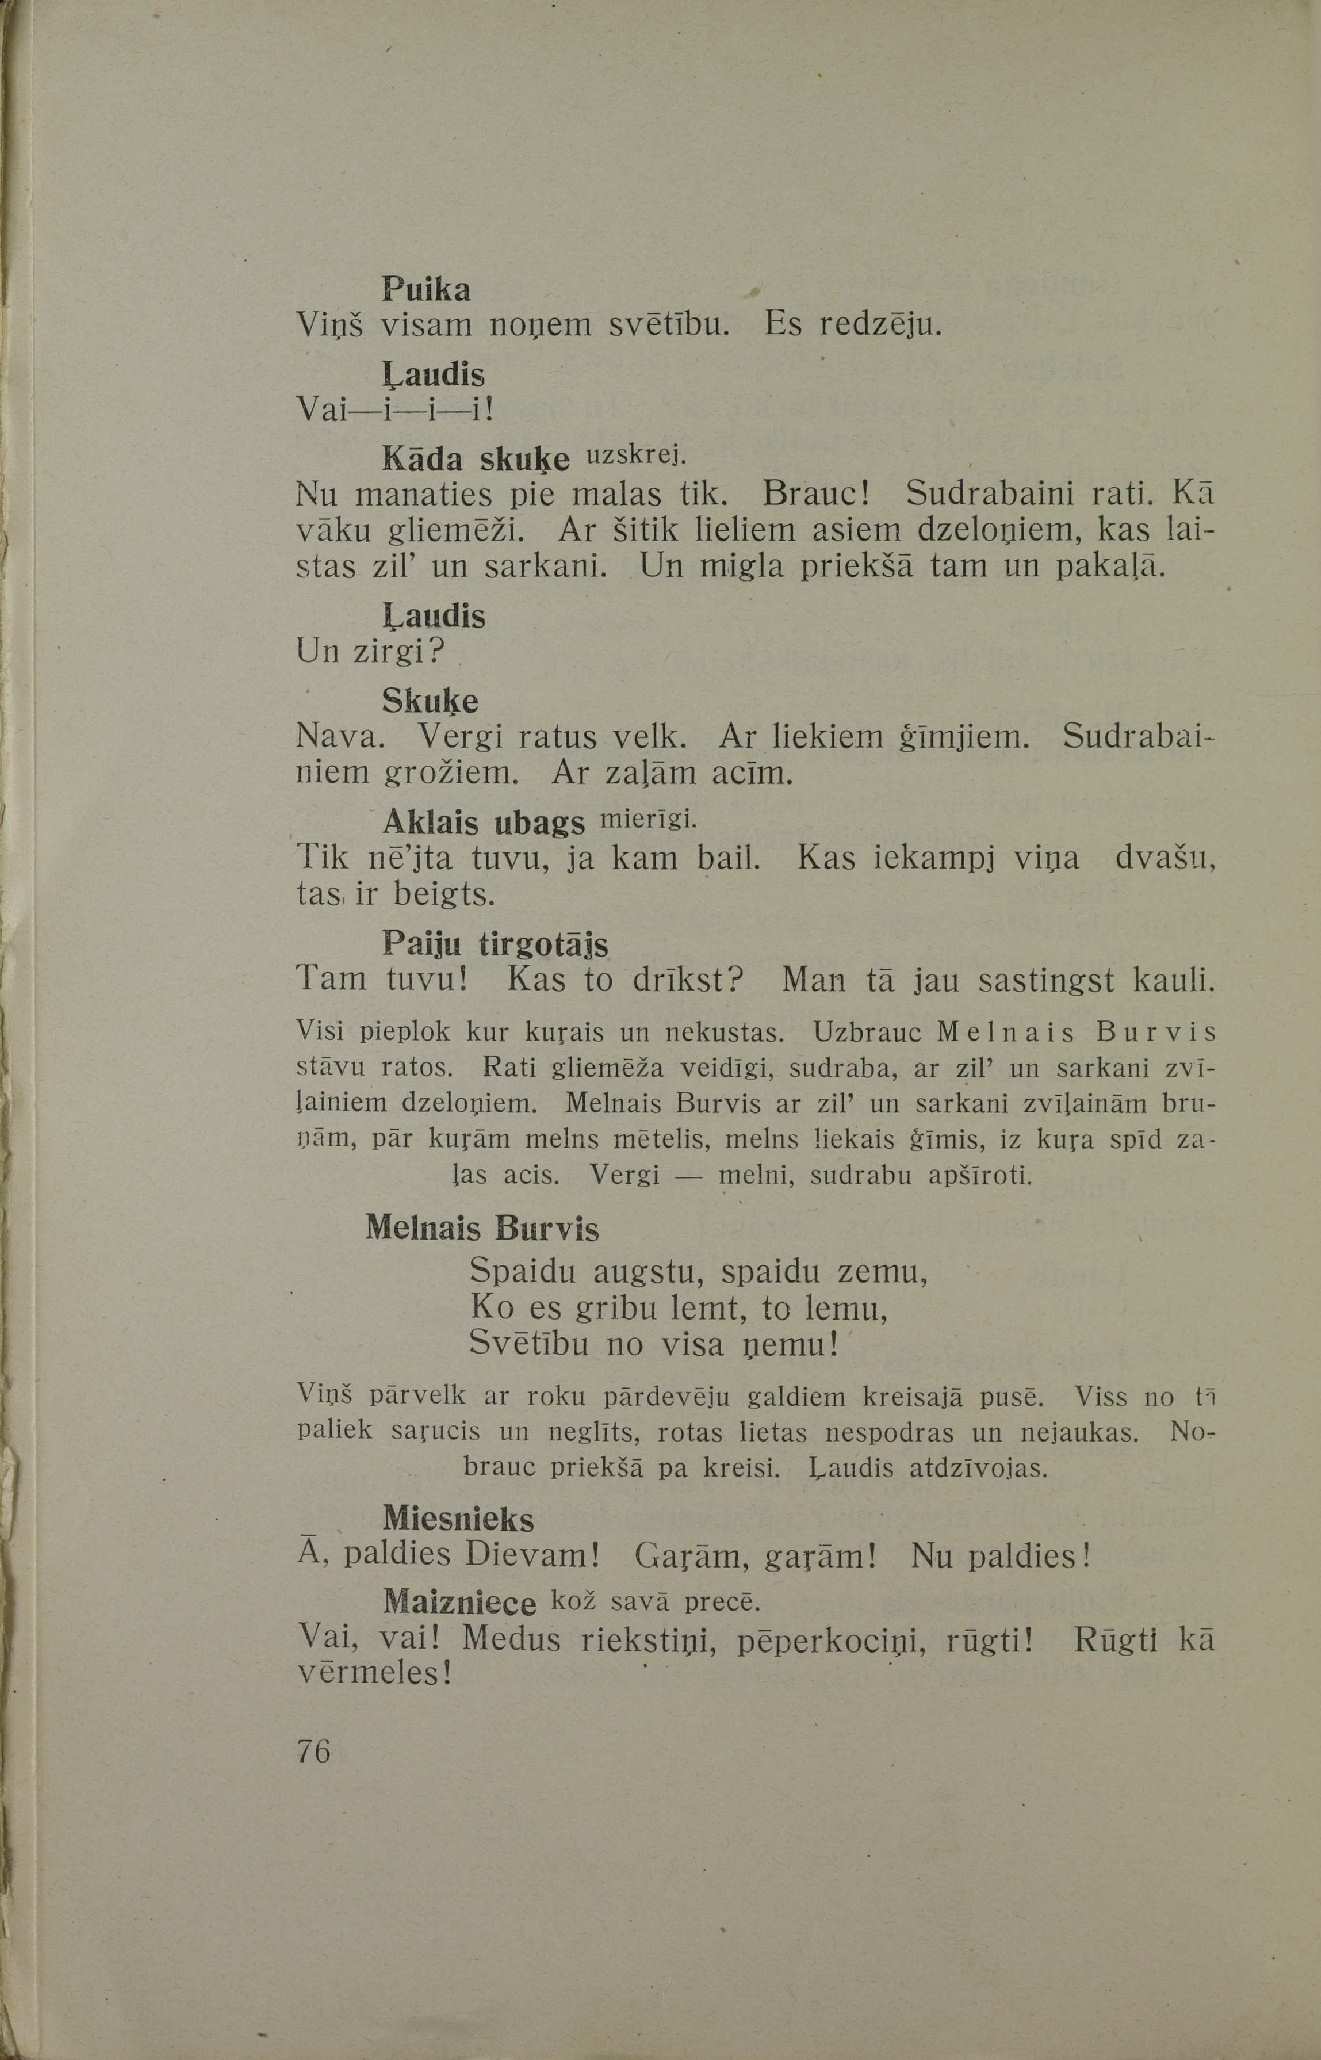 Puika
Viņš visam noņem svētību. Es redzēju.
Ļaudis
Vai—i—i—i!
Kāda skuķe uzskrej.
Nu manaties pie malas tik. Brauc! Sudrabaini rati. Kā
vāku gliemēži. Ar šitik lieliem asiem dzeloņiem, kas lai-
stas zil’ un sarkani. Un migla priekšā tam un pakaļā.
Ļaudis
Un zirgi?
Skuķe
Nava. Vergi ratus velk. Ar liekiem ģīmjiem. Sudrabai-
niem grožiem. Ar zaļām acīm.
Aklais ubags mierīgi.
Tik nē’jta tuvu, ja kam bail. Kas iekampj viņa dvašu,
tas ir beigts.
Paiju tirgotājs
Tam tuvu! Kas to drīkst? Man tā jau sastingst kauli.
Visi pieplok kur kuŗais un nekustas. Uzbrauc Melnais Burvis
stāvu ratos. Rati gliemēža veidīgi, sudraba, ar zil’ un sarkani zvī-
ļainiem dzeloņiem. Melnais Burvis ar zil’ un sarkani zvīļainām bru-
ņām, pār kuŗām melns mētelis, melns liekais ģīmis, iz kuŗa spīd za-
ļas acis. Vergi — melni, sudrabu apšīroti.
Melnais Burvis
Spaidu augstu, spaidu zemu,
Ko es gribu lemt, to lemu,
Svētību no visa ņemu!
Viņš pārvelk ar roku pārdevēju galdiem kreisajā pusē. Viss no tā
paliek saŗucis un neglīts, rotas lietas nespodras un nejaukas. No-
brauc priekšā pa kreisi. Ļaudis atdzīvojas.
Miesnieks
Ā, paldies Dievam! Gaŗām, gaŗām! Nu paldies!
Maizniece kož savā precē.
Vai, vai! Medus riekstiņi, pēperkociņi, rūgti! Rūgti kā
vērmeles!
76